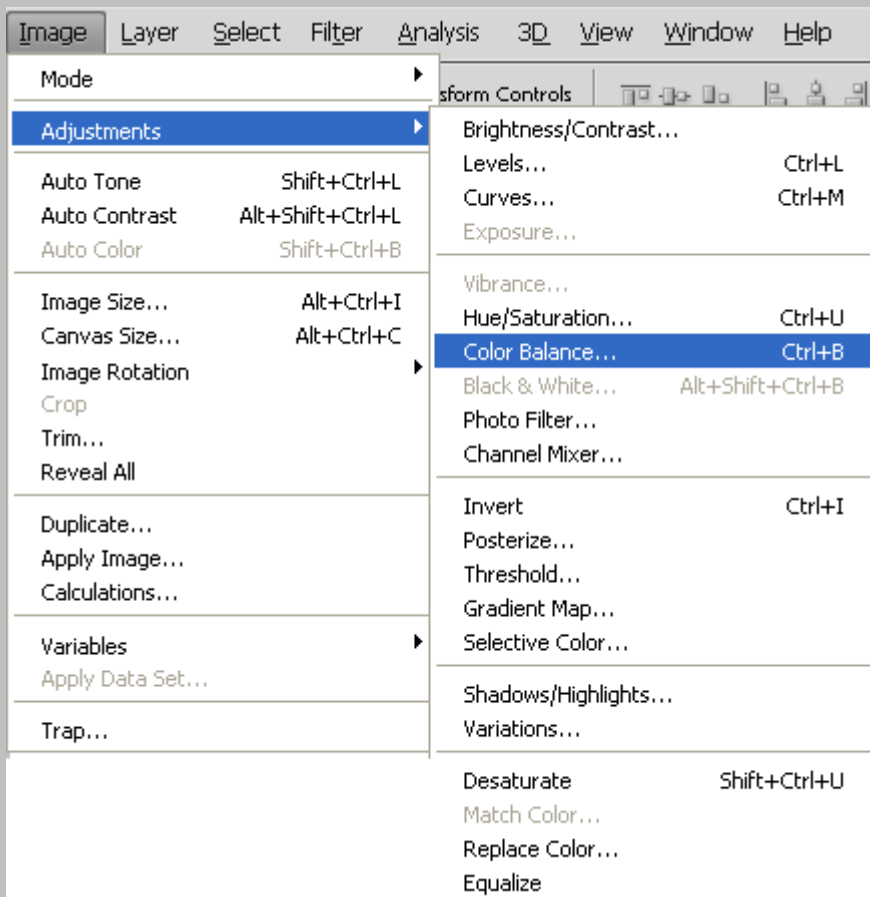 Image Layer Select Filter Analysis 3D View Window Help
sform Controls
Mode
Adjustments
Auto Tone Shift+Ctrl+L
Auto Contrast Alt+Shift+Ctrl+L
Auto Color Shift+Ctrl+B
Image Size... Alt+Ctrl+I
Canvas Size... Alt+Ctrl+C
Image Rotation
Crop
Trim...
Reveal All
Duplicate...
Apply Image...
Calculations...
Variables
Apply Data Set...
Trap...
Brightness/Contrast...
Levels... Ctrl+L
Curves... Ctrl+M
Exposure...
Vibrance...
Hue/Saturation... Ctrl+U
Color Balance... Ctrl+B
Black & White... Alt+Shift+Ctrl+B
Photo Filter...
Channel Mixer...
Invert Ctrl+I
Posterize...
Threshold...
Gradient Map...
Selective Color...
Shadows/Highlights...
Variations...
Desaturate Shift+Ctrl+U
Match Color...
Replace Color...
Equalize